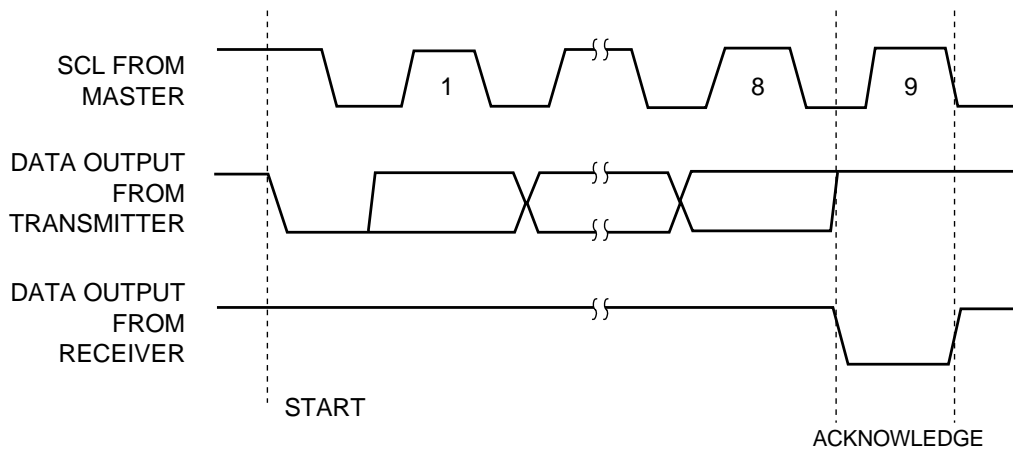 SCL FROM
MASTER
1
8
9
DATA OUTPUT
FROM
TRANSMITTER
DATA OUTPUT
FROM
RECEIVER
START
ACKNOWLEDGE